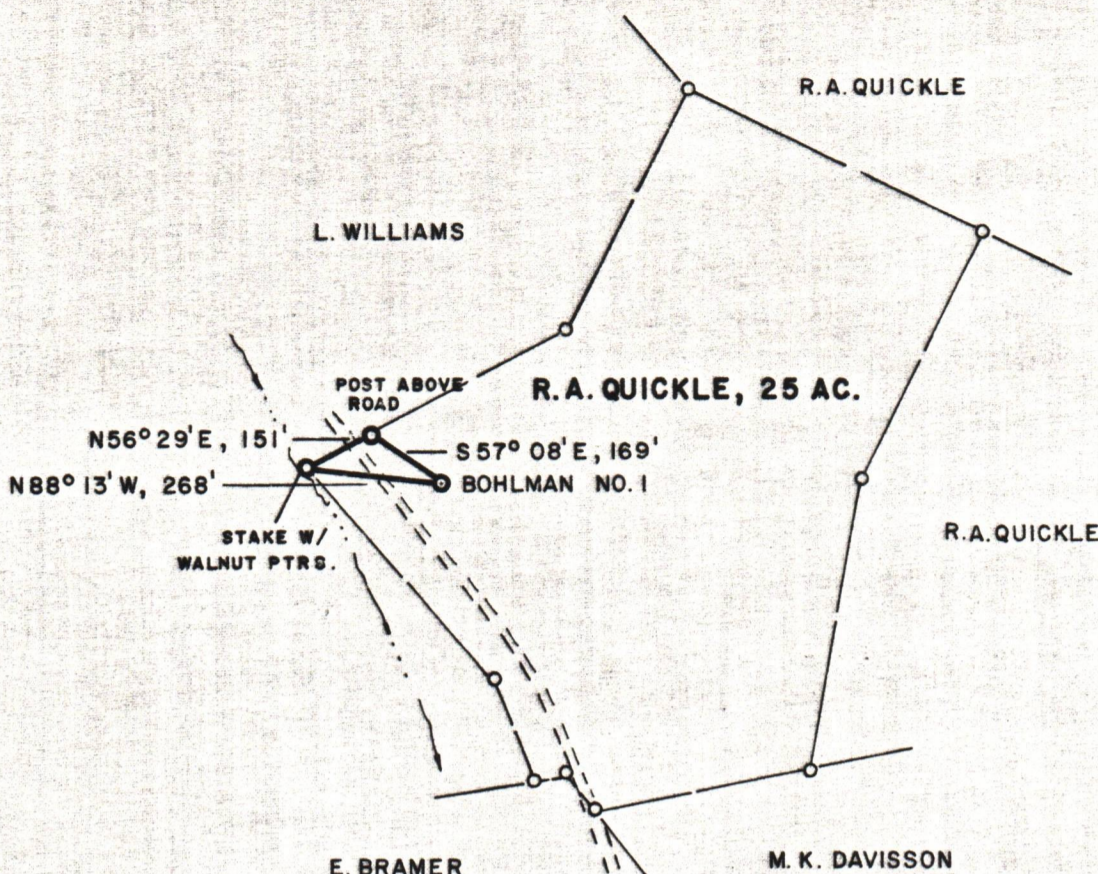 R.A.QUICKLE
L. WILLIAMS
POST ABOVE
ROAD
R.A. QUICKLE, 25 AC.
N56° 29'E, 151'
S57° 08'E, 169'
N88° 13' W, 268'
BOHLMAN NO. 1
STAKE W/
WALNUT PTRS.
R.A.QUICKLE
E. BRAMER
M. K. DAVISSON